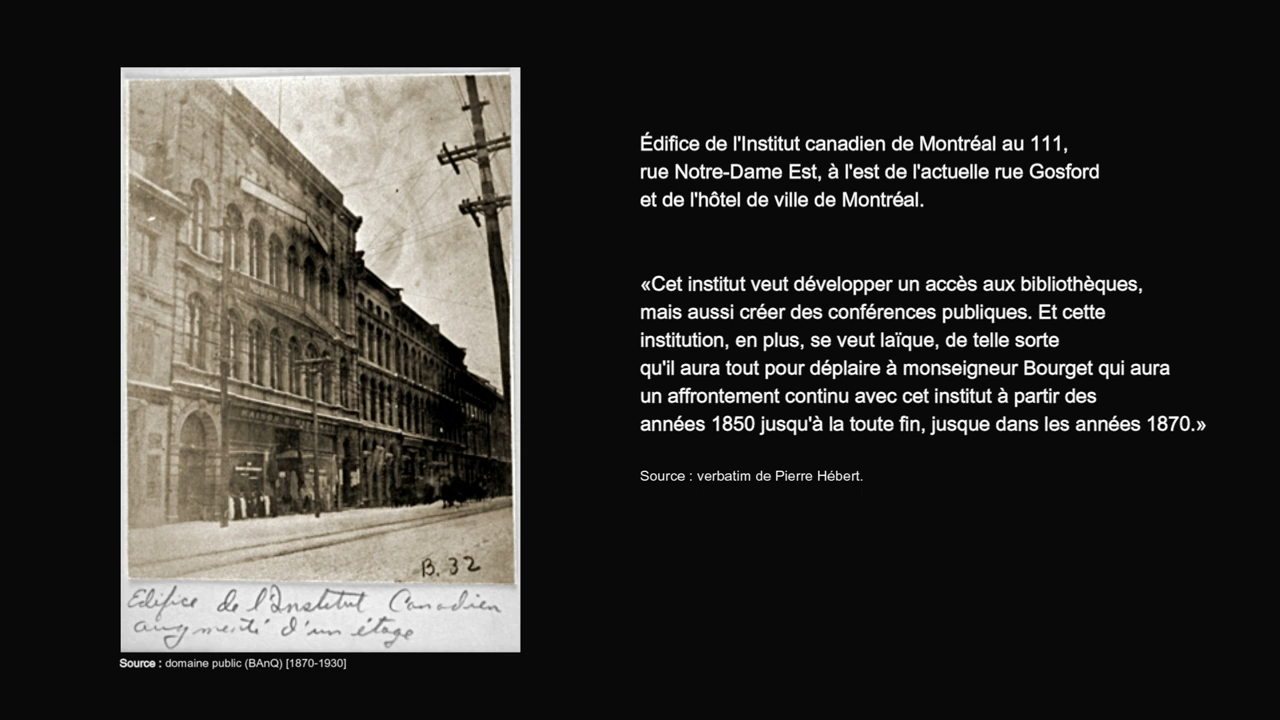 B. 32
Edifice de l'Institut Canadien
augmenté d'un étage
Source : domaine public (BAnQ) [1870-1930]
Édifice de l'Institut canadien de Montréal au 111,
rue Notre-Dame Est, à l'est de l'actuelle rue Gosford
et de l'hôtel de ville de Montréal.
«Cet institut veut développer un accès aux bibliothèques,
mais aussi créer des conférences publiques. Et cette
institution, en plus, se veut laïque, de telle sorte
qu'il aura tout pour déplaire à monseigneur Bourget qui aura
un affrontement continu avec cet institut à partir des
années 1850 jusqu'à la toute fin, jusque dans les années 1870.»
Source : verbatim de Pierre Hébert.